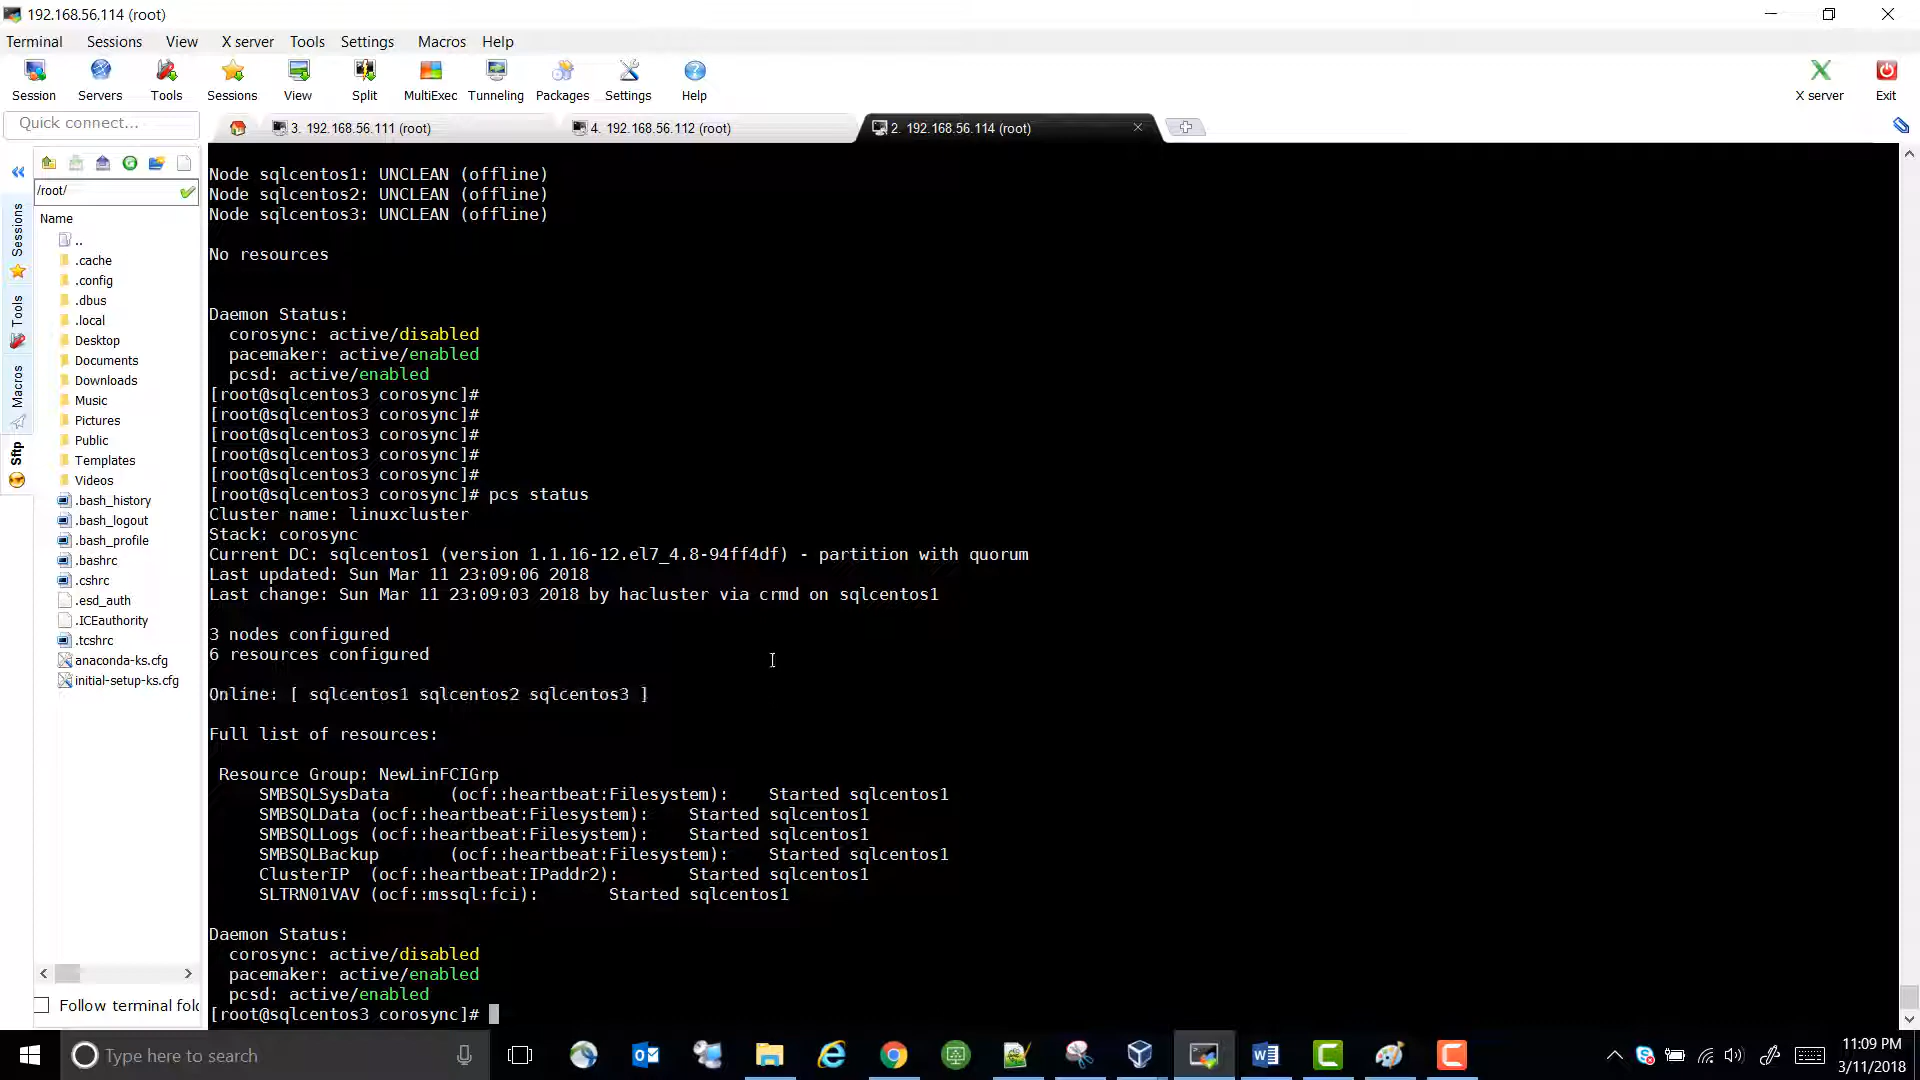 192.168.56.114 (root)
Terminal Sessions View X server Tools Settings Macros Help
Session Servers Tools Sessions View Split MultiExec Tunneling Packages Settings Help X server Exit
Quick connect...
3. 192.168.56.111 (root)
4. 192.168.56.112 (root)
2. 192.168.56.114 (root)
Sessions
Tools
Macros
Sftp
/root/
Name
..
.cache
.config
.dbus
.local
Desktop
Documents
Downloads
Music
Pictures
Public
Templates
Videos
.bash_history
.bash_logout
.bash_profile
.bashrc
.cshrc
.esd_auth
.ICEauthority
.tcshrc
anaconda-ks.cfg
initial-setup-ks.cfg
Follow terminal fold
Node sqlcentos1: UNCLEAN (offline)
Node sqlcentos2: UNCLEAN (offline)
Node sqlcentos3: UNCLEAN (offline)
No resources
Daemon Status:
corosync: active/disabled
pacemaker: active/enabled
pcsd: active/enabled
[root@sqlcentos3 corosync]#
[root@sqlcentos3 corosync]#
[root@sqlcentos3 corosync]#
[root@sqlcentos3 corosync]#
[root@sqlcentos3 corosync]#
[root@sqlcentos3 corosync]# pcs status
Cluster name: linuxcluster
Stack: corosync
Current DC: sqlcentos1 (version 1.1.16-12.el7_4.8-94ff4df) - partition with quorum
Last updated: Sun Mar 11 23:09:06 2018
Last change: Sun Mar 11 23:09:03 2018 by hacluster via crmd on sqlcentos1
3 nodes configured
6 resources configured
Online: [ sqlcentos1 sqlcentos2 sqlcentos3 ]
Full list of resources:
Resource Group: NewLinFCIGrp
SMBSQLSysData (ocf::heartbeat:Filesystem): Started sqlcentos1
SMBSQLData (ocf::heartbeat:Filesystem): Started sqlcentos1
SMBSQLLogs (ocf::heartbeat:Filesystem): Started sqlcentos1
SMBSQLBackup (ocf::heartbeat:Filesystem): Started sqlcentos1
ClusterIP (ocf::heartbeat:IPaddr2): Started sqlcentos1
SLTRN01VAV (ocf::mssql:fci): Started sqlcentos1
Daemon Status:
corosync: active/disabled
pacemaker: active/enabled
pcsd: active/enabled
[root@sqlcentos3 corosync]#
Type here to search
11:09 PM
3/11/2018